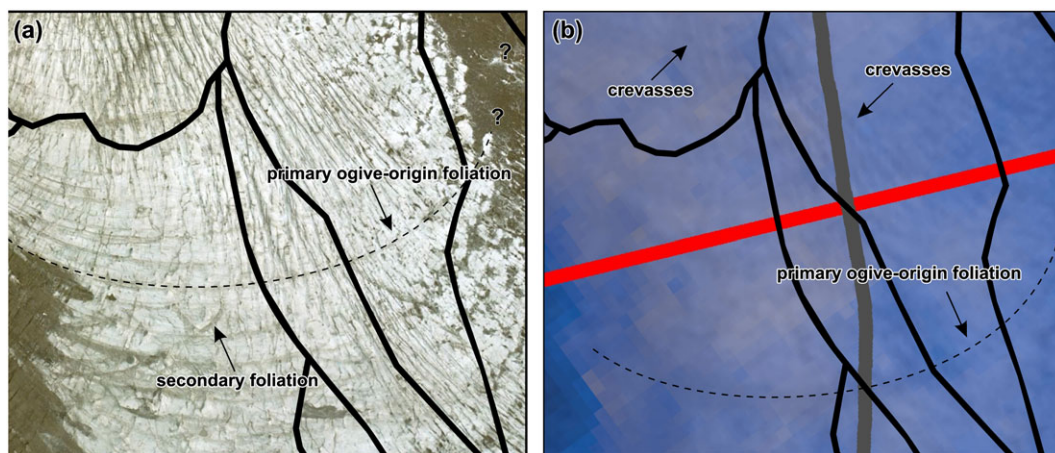 (a)
?
?
primary ogive-origin foliation
secondary foliation
(b)
crevasses
crevasses
primary ogive-origin foliation